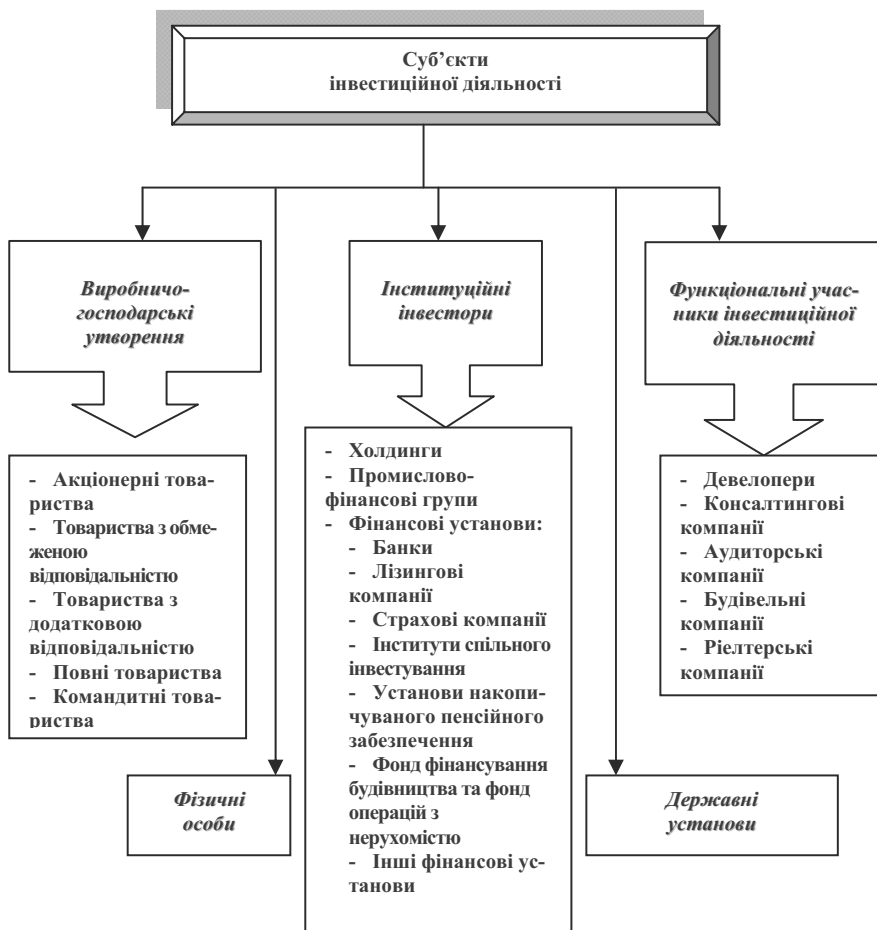 Суб’єкти
інвестиційної діяльності
Виробничо-
господарські
утворення
Інституційні
інвестори
Функціональні учас-
ники інвестиційної
діяльності
- Акціонерні това-
риства
- Товариства з обме-
женою
відповідальністю
- Товариства з
додатковою
відповідальністю
- Повні товариства
- Командитні това-
риства
- Холдинги
- Промислово-
фінансові групи
- Фінансові установи:
- Банки
- Лізингові
компанії
- Страхові компанії
- Інститути спільного
інвестування
- Установи накопи-
чуваного пенсійного
забезпечення
- Фонд фінансування
будівництва та фонд
операцій з
нерухомістю
- Інші фінансові ус-
танови
- Девелопери
- Консалтингові
компанії
- Аудиторські
компанії
- Будівельні
компанії
- Ріелтерські
компанії
Фізичні
особи
Державні
установи